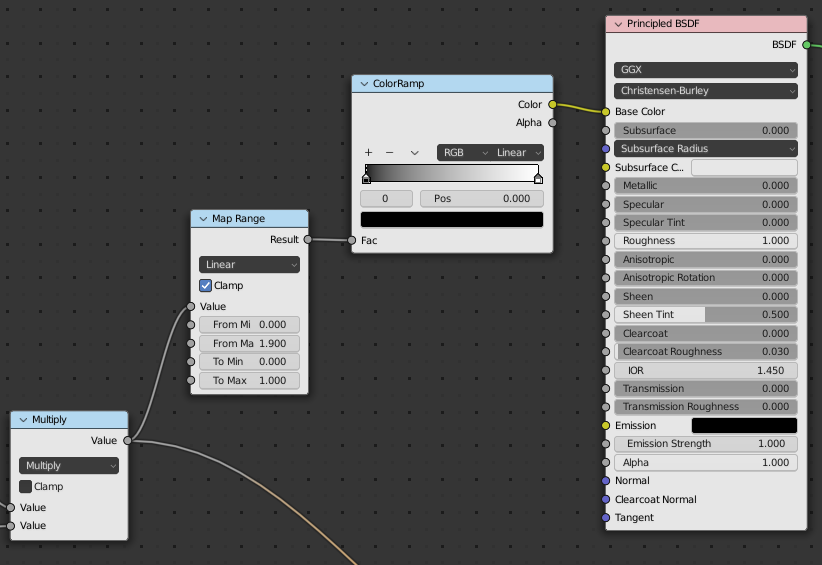 Principled BSDF
BSDF
GGX
Christensen-Burley
Base Color
Subsurface 0.000
Subsurface Radius
Subsurface C...
Metallic 0.000
Specular 0.000
Specular Tint 0.000
Roughness 1.000
Anisotropic 0.000
Anisotropic Rotation 0.000
Sheen 0.000
Sheen Tint 0.500
Clearcoat 0.000
Clearcoat Roughness 0.030
IOR 1.450
Transmission 0.000
Transmission Roughness 0.000
Emission
Emission Strength 1.000
Alpha 1.000
Normal
Clearcoat Normal
Tangent
ColorRamp
Color
Alpha
+ − RGB Linear
0 Pos 0.000
Fac
Map Range
Result
Linear
Clamp
Value
From Mi 0.000
From Ma 1.900
To Min 0.000
To Max 1.000
Multiply
Value
Multiply
Clamp
Value
Value